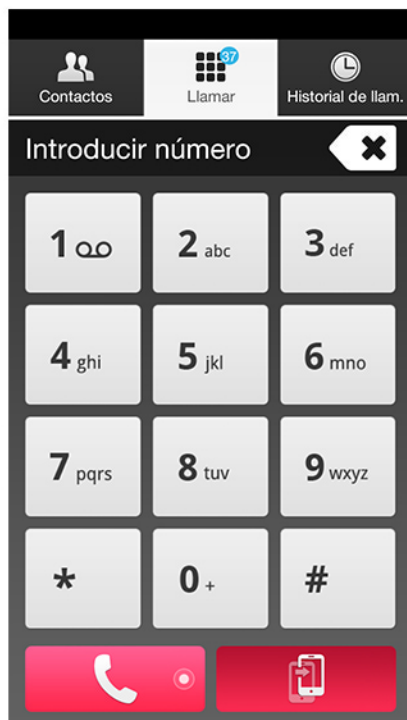 37
Contactos Llamar Historial de llam.
Introducir número
1 2 abc 3 def
4 ghi 5 jkl 6 mno
7 pqrs 8 tuv 9 wxyz
* 0 + #